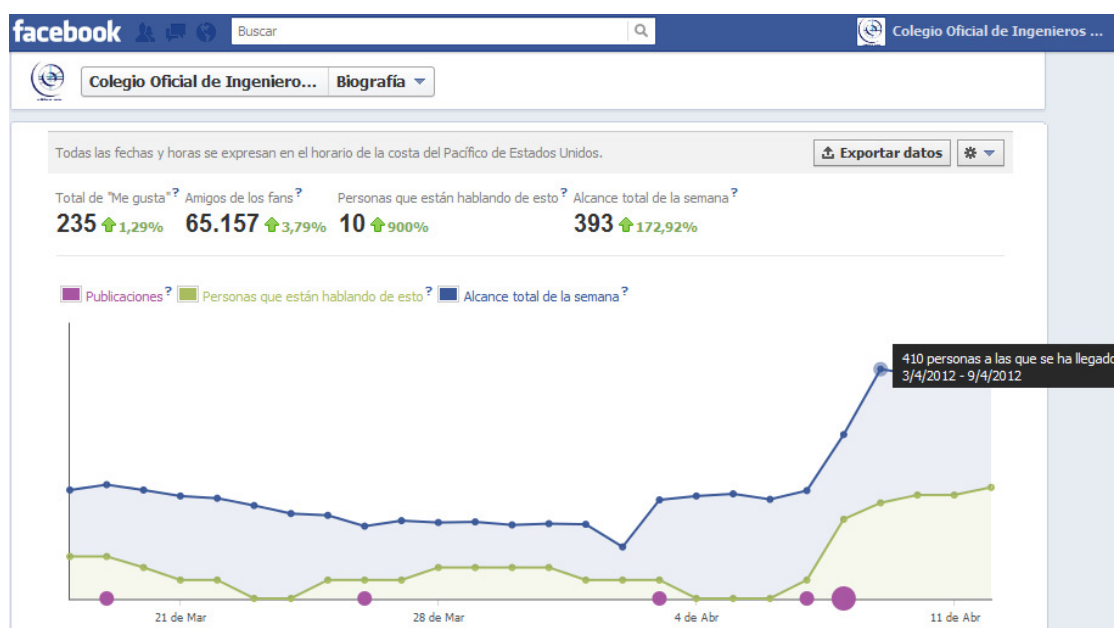 facebook Buscar Colegio Oficial de Ingenieros ...
Colegio Oficial de Ingeniero... Biografía
Todas las fechas y horas se expresan en el horario de la costa del Pacífico de Estados Unidos. Exportar datos
Total de "Me gusta"? Amigos de los fans? Personas que están hablando de esto? Alcance total de la semana?
235 1,29% 65.157 3,79% 10 900% 393 172,92%
Publicaciones? Personas que están hablando de esto? Alcance total de la semana?
410 personas a las que se ha llegado
3/4/2012 - 9/4/2012
21 de Mar 28 de Mar 4 de Abr 11 de Abr